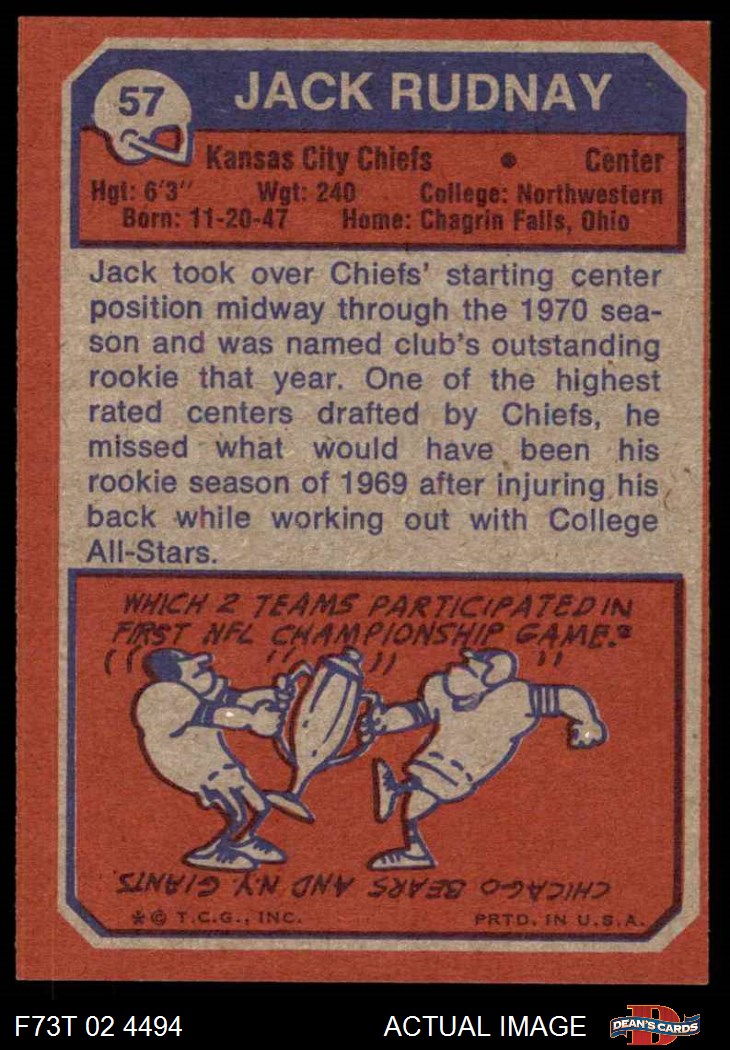 57
JACK RUDNAY
Kansas City Chiefs • Center
Hgt: 6'3" Wgt: 240 College: Northwestern
Born: 11-20-47 Home: Chagrin Falls, Ohio
Jack took over Chiefs' starting center
position midway through the 1970 sea-
son and was named club's outstanding
rookie that year. One of the highest
rated centers drafted by Chiefs, he
missed what would have been his
rookie season of 1969 after injuring his
back while working out with College
All-Stars.
WHICH 2 TEAMS PARTICIPATED IN
FIRST NFL CHAMPIONSHIP GAME?
CHICAGO BEARS AND N.Y. GIANTS.
*© T.C.G., INC. PRTD. IN U.S.A.
F73T 02 4494 ACTUAL IMAGE
D
DEAN'S CARDS